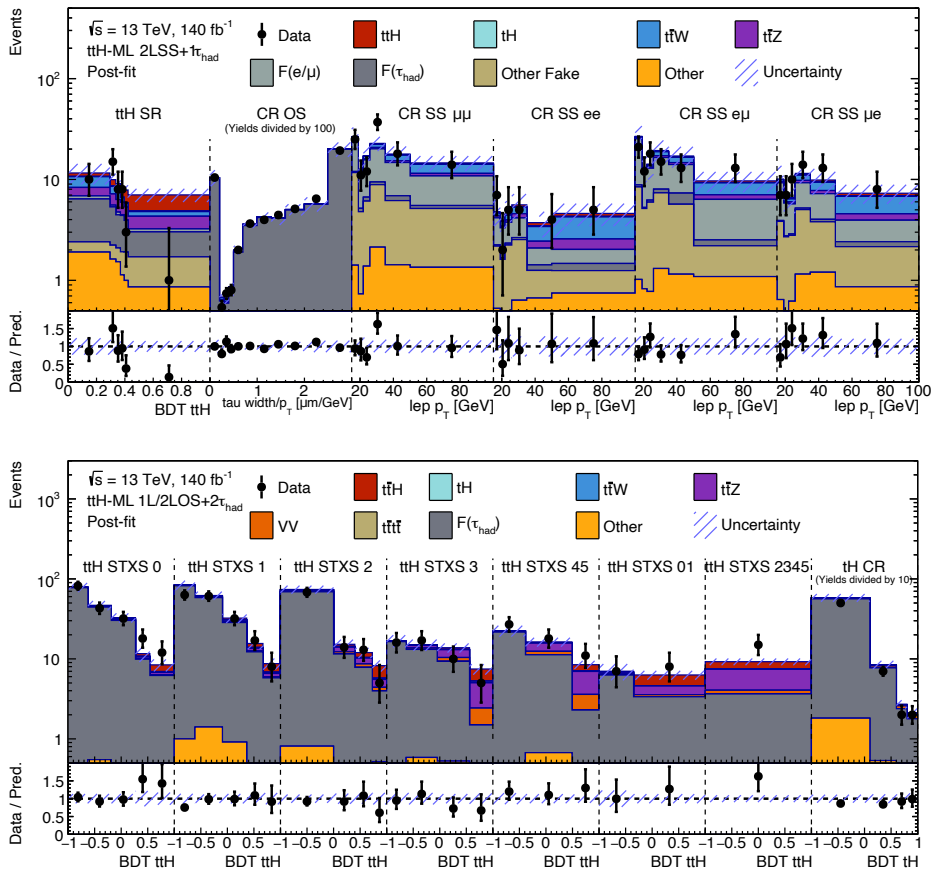 Events
10²
10
1
√s = 13 TeV, 140 fb⁻¹
ttH-ML 2LSS+1τhad
Post-fit
Data
ttH
tH
tt̄W
tt̄Z
F(e/μ)
F(τhad)
Other Fake
Other
Uncertainty
ttH SR
CR OS
(Yields divided by 100)
CR SS μμ
CR SS ee
CR SS eμ
CR SS μe
Data / Pred.
1.5
1
0.5
0
0 0.2 0.4 0.6 0.8 0 1 2 20 40 60 80 20 40 60 80 20 40 60 80 20 40 60 80 100
BDT ttH
tau width/pT [μm/GeV]
lep pT [GeV]
lep pT [GeV]
lep pT [GeV]
lep pT [GeV]
Events
10³
10²
10
1
√s = 13 TeV, 140 fb⁻¹
ttH-ML 1L/2LOS+2τhad
Post-fit
Data
tt̄H
tH
tt̄W
tt̄Z
VV
tt̄tt̄
F(τhad)
Other
Uncertainty
ttH STXS 0
ttH STXS 1
ttH STXS 2
ttH STXS 3
ttH STXS 45
ttH STXS 01
ttH STXS 2345
tH CR
(Yields divided by 10)
Data / Pred.
1.5
1
0.5
0
−1 −0.5 0 0.5 −1 −0.5 0 0.5 −1 −0.5 0 0.5 −1 −0.5 0 0.5 −1 −0.5 0 0.5 −1 −0.5 0 0.5 −1 −0.5 0 0.5 −1 −0.5 0 0.5 1
BDT ttH
BDT ttH
BDT ttH
BDT ttH
BDT ttH
BDT ttH
BDT ttH
BDT tH